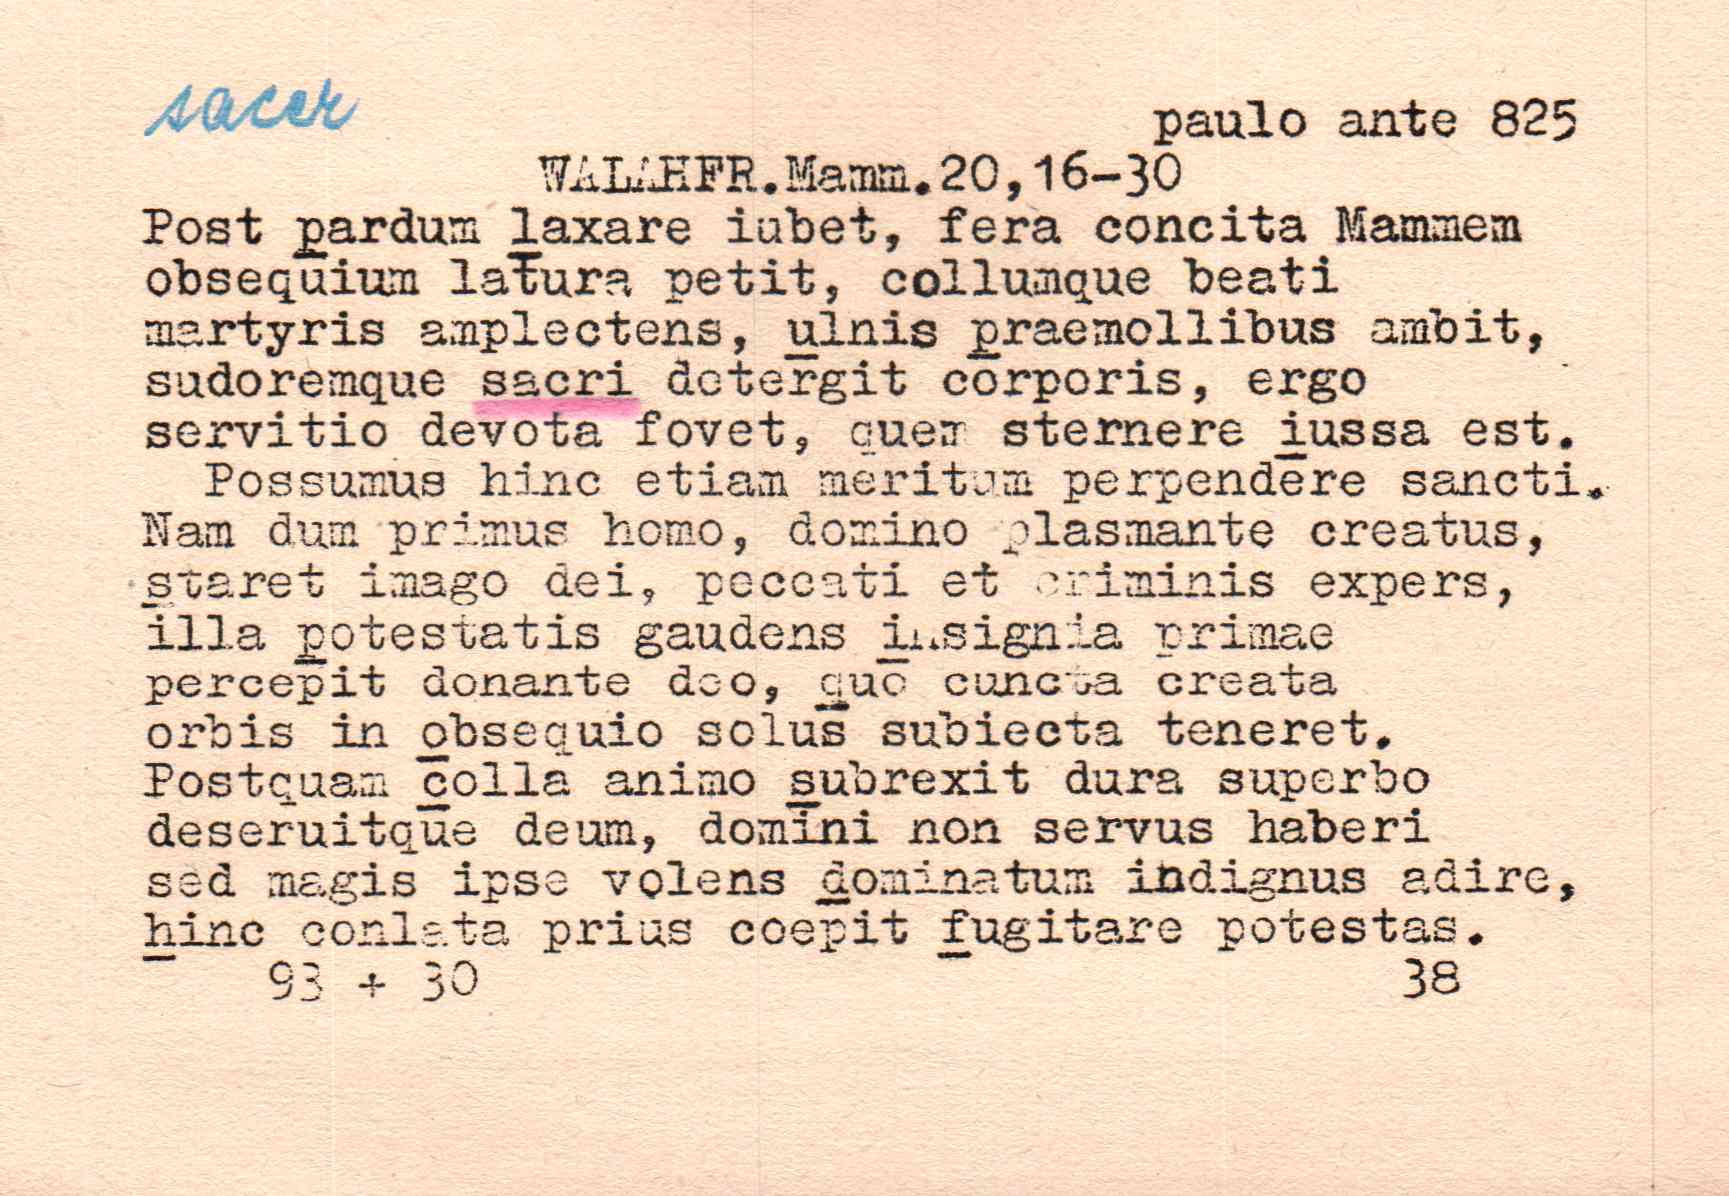 sacer
paulo ante 825
WALAHFR.Mamm.20,16-30
Post pardum laxare iubet, fera concita Mammem
obsequium latura petit, collumque beati
martyris amplectens, ulnis praemollibus ambit,
sudoremque sacri detergit corporis, ergo
servitio devota fovet, quem sternere iussa est.
Possumus hinc etiam meritum perpendere sancti.
Nam dum primus homo, domino plasmante creatus,
staret imago dei, peccati et criminis expers,
illa potestatis gaudens insignia primae
percepit donante deo, quo cuncta creata
orbis in obsequio solus subiecta teneret.
Postquam colla animo subrexit dura superbo
deseruitque deum, domini non servus haberi
sed magis ipse volens dominatum indignus adire,
hinc conlata prius coepit fugitare potestas.
93 + 30 38